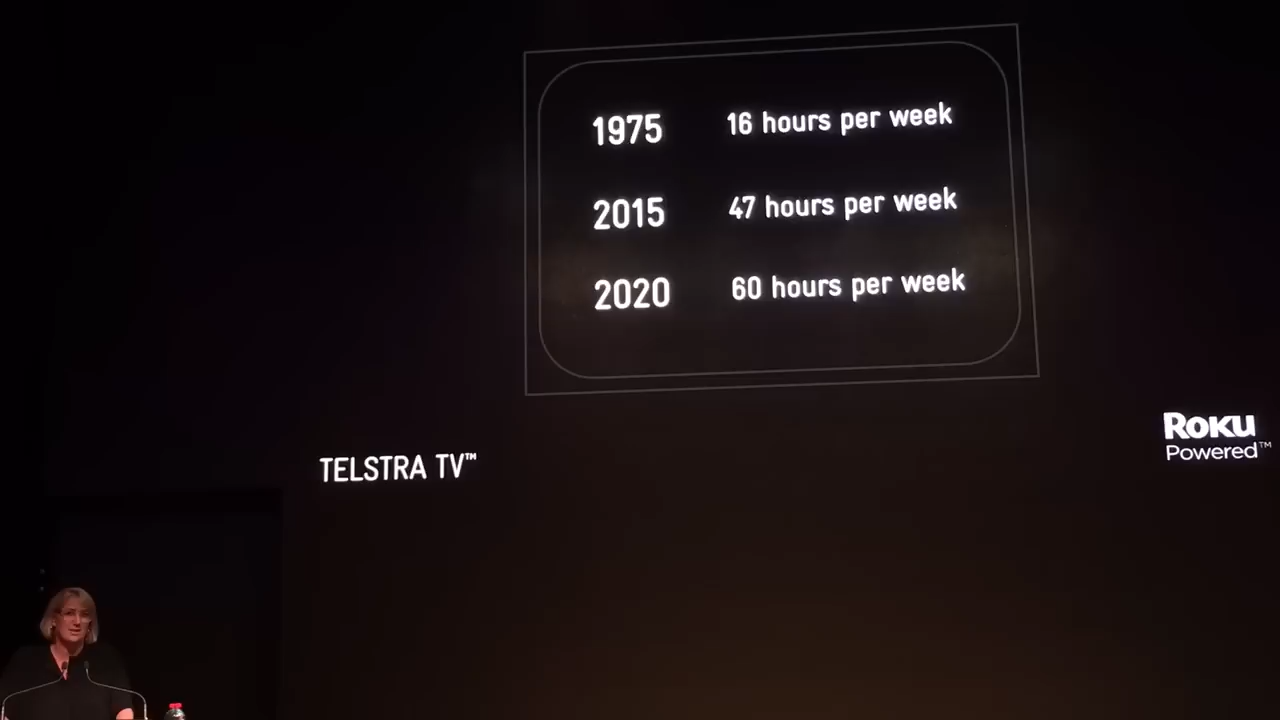 1975 16 hours per week
2015 47 hours per week
2020 60 hours per week
TELSTRA TV™
ROKU
Powered™